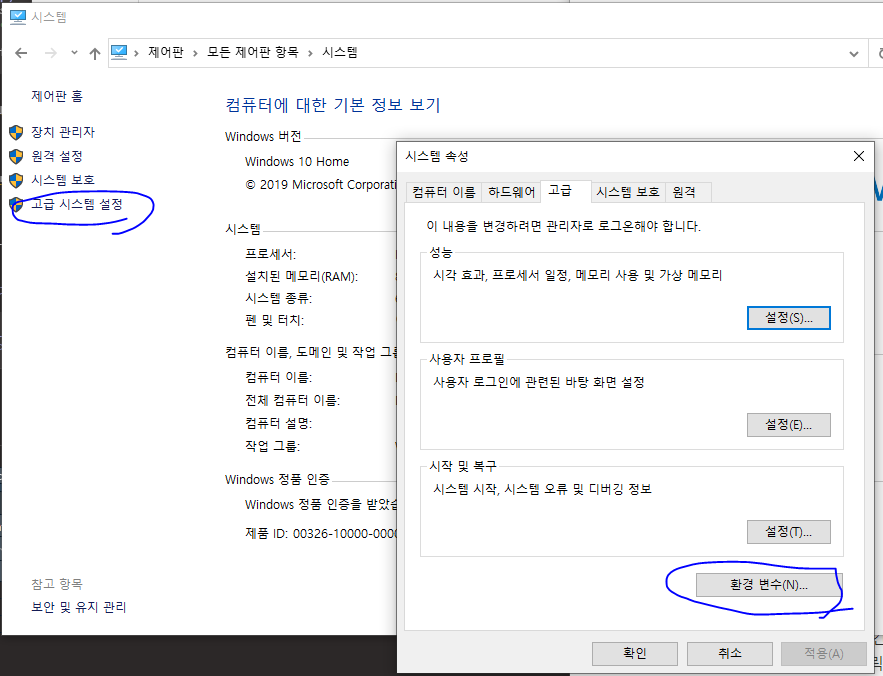 시스템
제어판 › 모든 제어판 항목 › 시스템
제어판 홈
장치 관리자
원격 설정
시스템 보호
고급 시스템 설정
컴퓨터에 대한 기본 정보 보기
Windows 버전
Windows 10 Home
© 2019 Microsoft Corporati
시스템
프로세서:
설치된 메모리(RAM):
시스템 종류:
펜 및 터치:
컴퓨터 이름, 도메인 및 작업 그룹
컴퓨터 이름:
전체 컴퓨터 이름:
컴퓨터 설명:
작업 그룹:
Windows 정품 인증
Windows 정품 인증을 받았습
제품 ID: 00326-10000-0000
참고 항목
보안 및 유지 관리
시스템 속성
컴퓨터 이름 하드웨어 고급 시스템 보호 원격
이 내용을 변경하려면 관리자로 로그온해야 합니다.
성능
시각 효과, 프로세서 일정, 메모리 사용 및 가상 메모리
설정(S)...
사용자 프로필
사용자 로그인에 관련된 바탕 화면 설정
설정(E)...
시작 및 복구
시스템 시작, 시스템 오류 및 디버깅 정보
설정(T)...
환경 변수(N)...
확인 취소 적용(A)